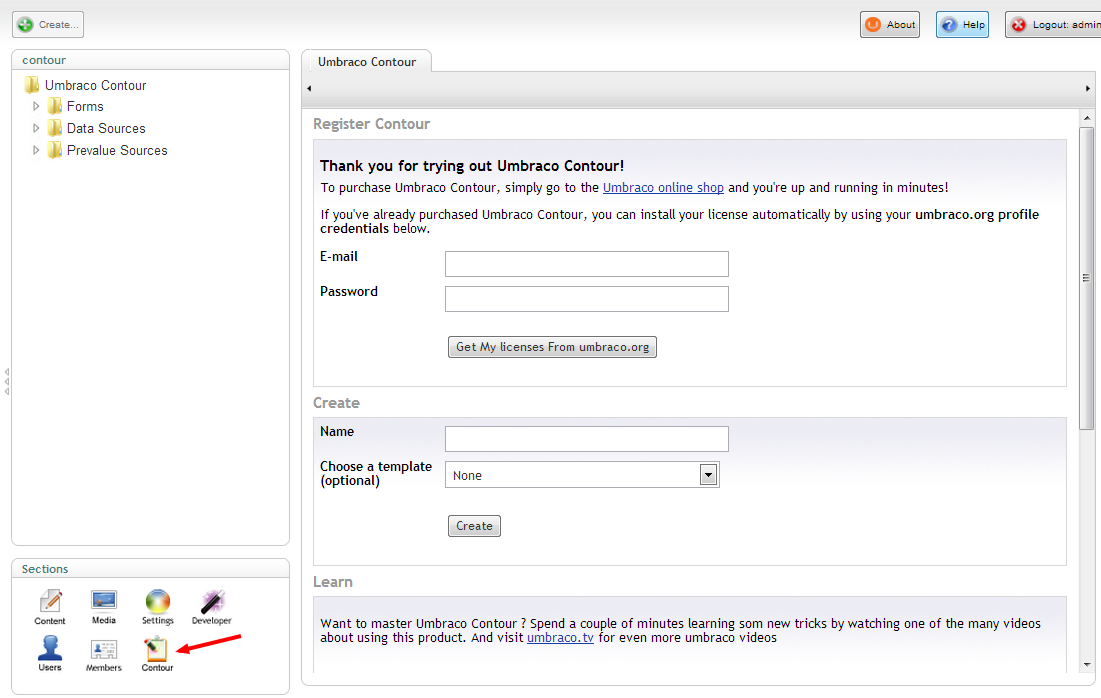 Create...
About
Help
Logout: admin
contour
Umbraco Contour
Forms
Data Sources
Prevalue Sources
Sections
Content
Media
Settings
Developer
Users
Members
Contour
Umbraco Contour
Register Contour
Thank you for trying out Umbraco Contour!
To purchase Umbraco Contour, simply go to the Umbraco online shop and you're up and running in minutes!
If you've already purchased Umbraco Contour, you can install your license automatically by using your umbraco.org profile
credentials below.
E-mail
Password
Get My licenses From umbraco.org
Create
Name
Choose a template
(optional)
None
Create
Learn
Want to master Umbraco Contour ? Spend a couple of minutes learning som new tricks by watching one of the many videos
about using this product. And visit umbraco.tv for even more umbraco videos